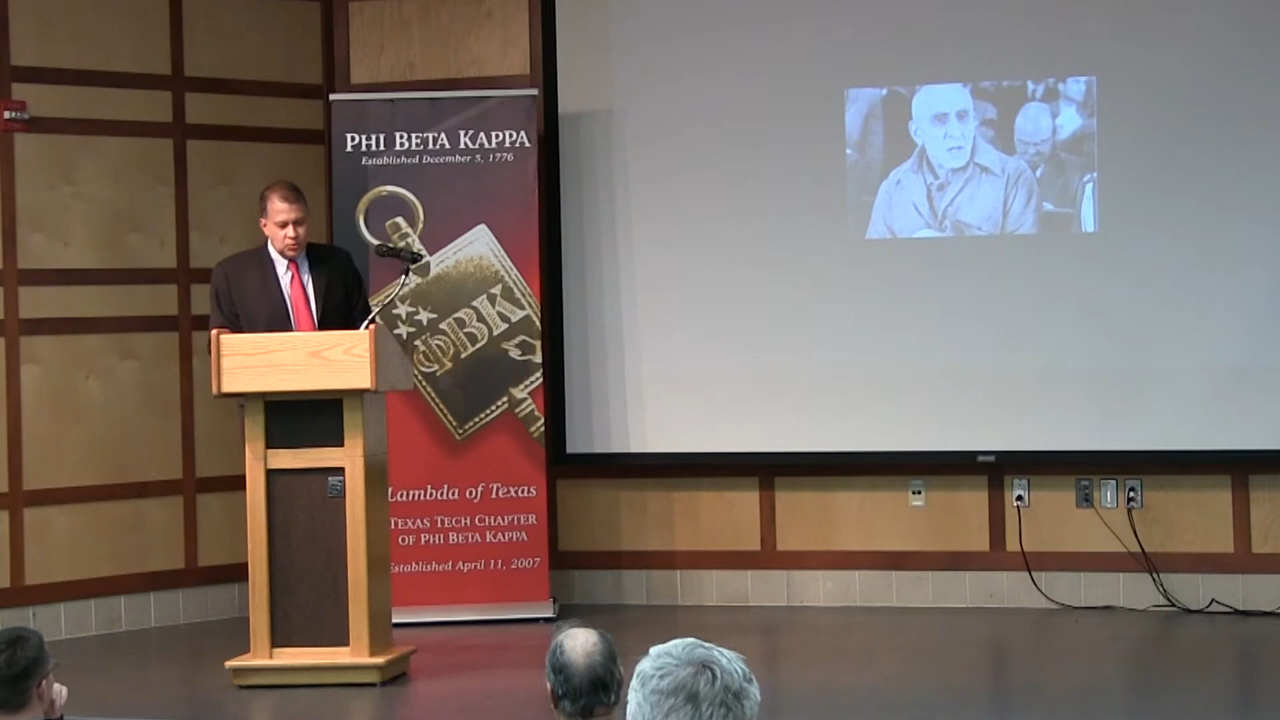 PHI BETA KAPPA
Established December 5, 1776
ΦΒΚ
Lambda of Texas
TEXAS TECH CHAPTER
OF PHI BETA KAPPA
Established April 11, 2007